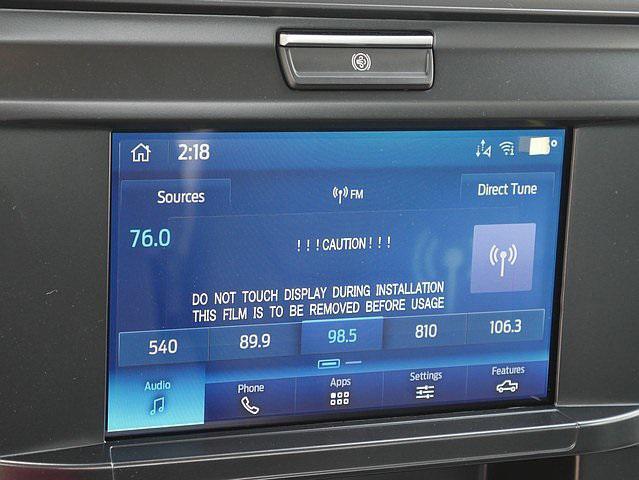 2:18
Sources
FM
Direct Tune
76.0
!!!CAUTION!!!
DO NOT TOUCH DISPLAY DURING INSTALLATION
THIS FILM IS TO BE REMOVED BEFORE USAGE
540 89.9 98.5 810 106.3
Audio Phone Apps Settings Features